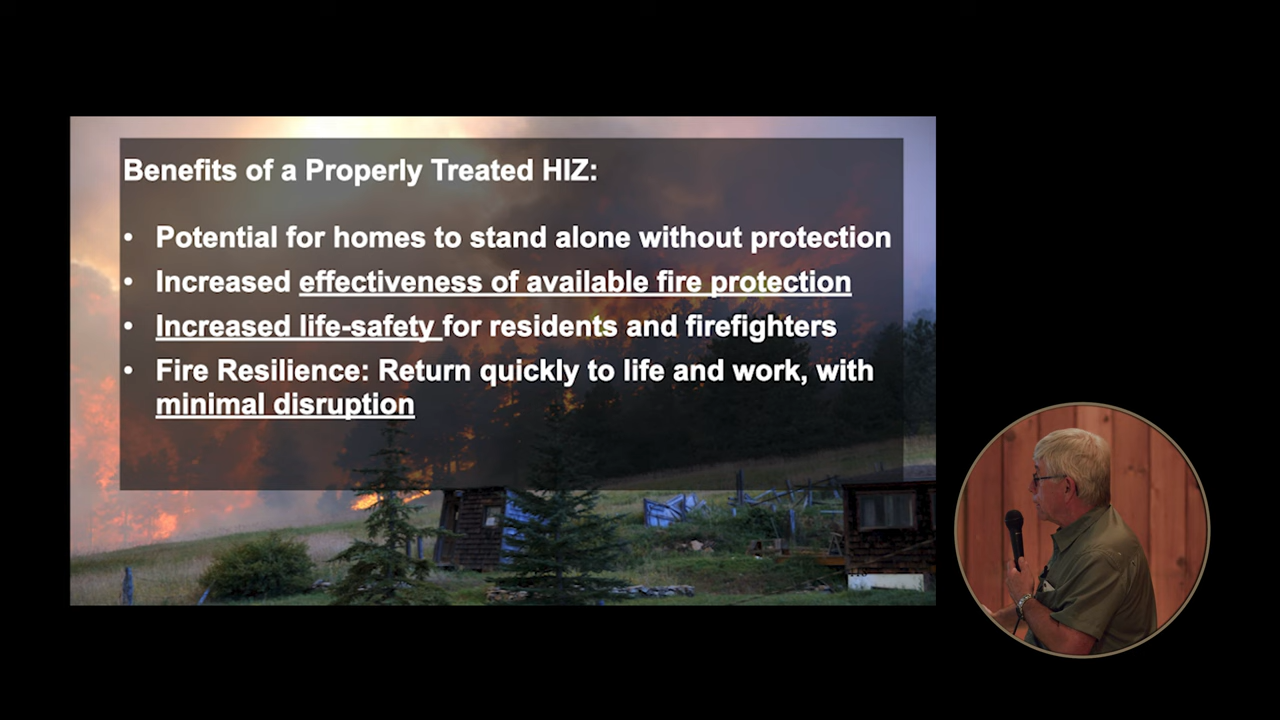 Benefits of a Properly Treated HIZ:
• Potential for homes to stand alone without protection
• Increased effectiveness of available fire protection
• Increased life-safety for residents and firefighters
• Fire Resilience: Return quickly to life and work, with
minimal disruption